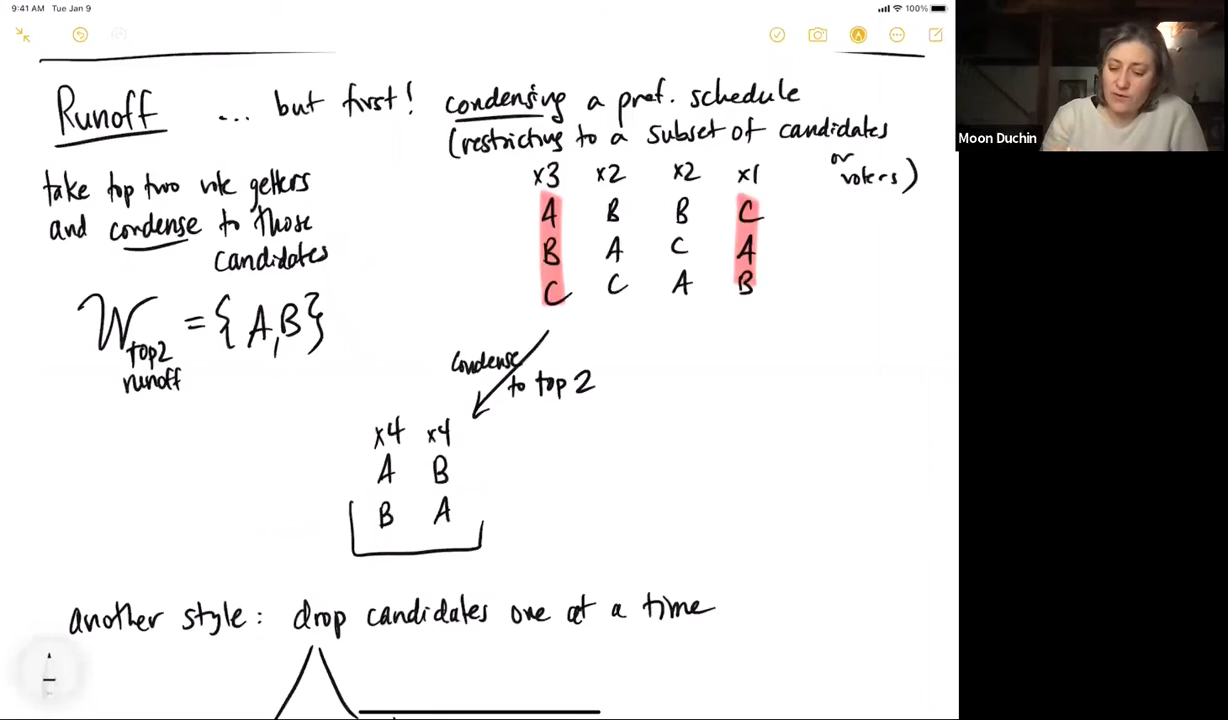 9:41 AM Tue Jan 9
100%
Runoff ... but first! condensing a pref. schedule
(restricting to a subset of candidates
or voters)
take top two vote getters
and condense to those
candidates
W top2 runoff = {A,B}
x3 x2 x2 x1
A B B C
B A C A
C C A B
condense
to top 2
x4 x4
A B
B A
another style: drop candidates one at a time
Moon Duchin